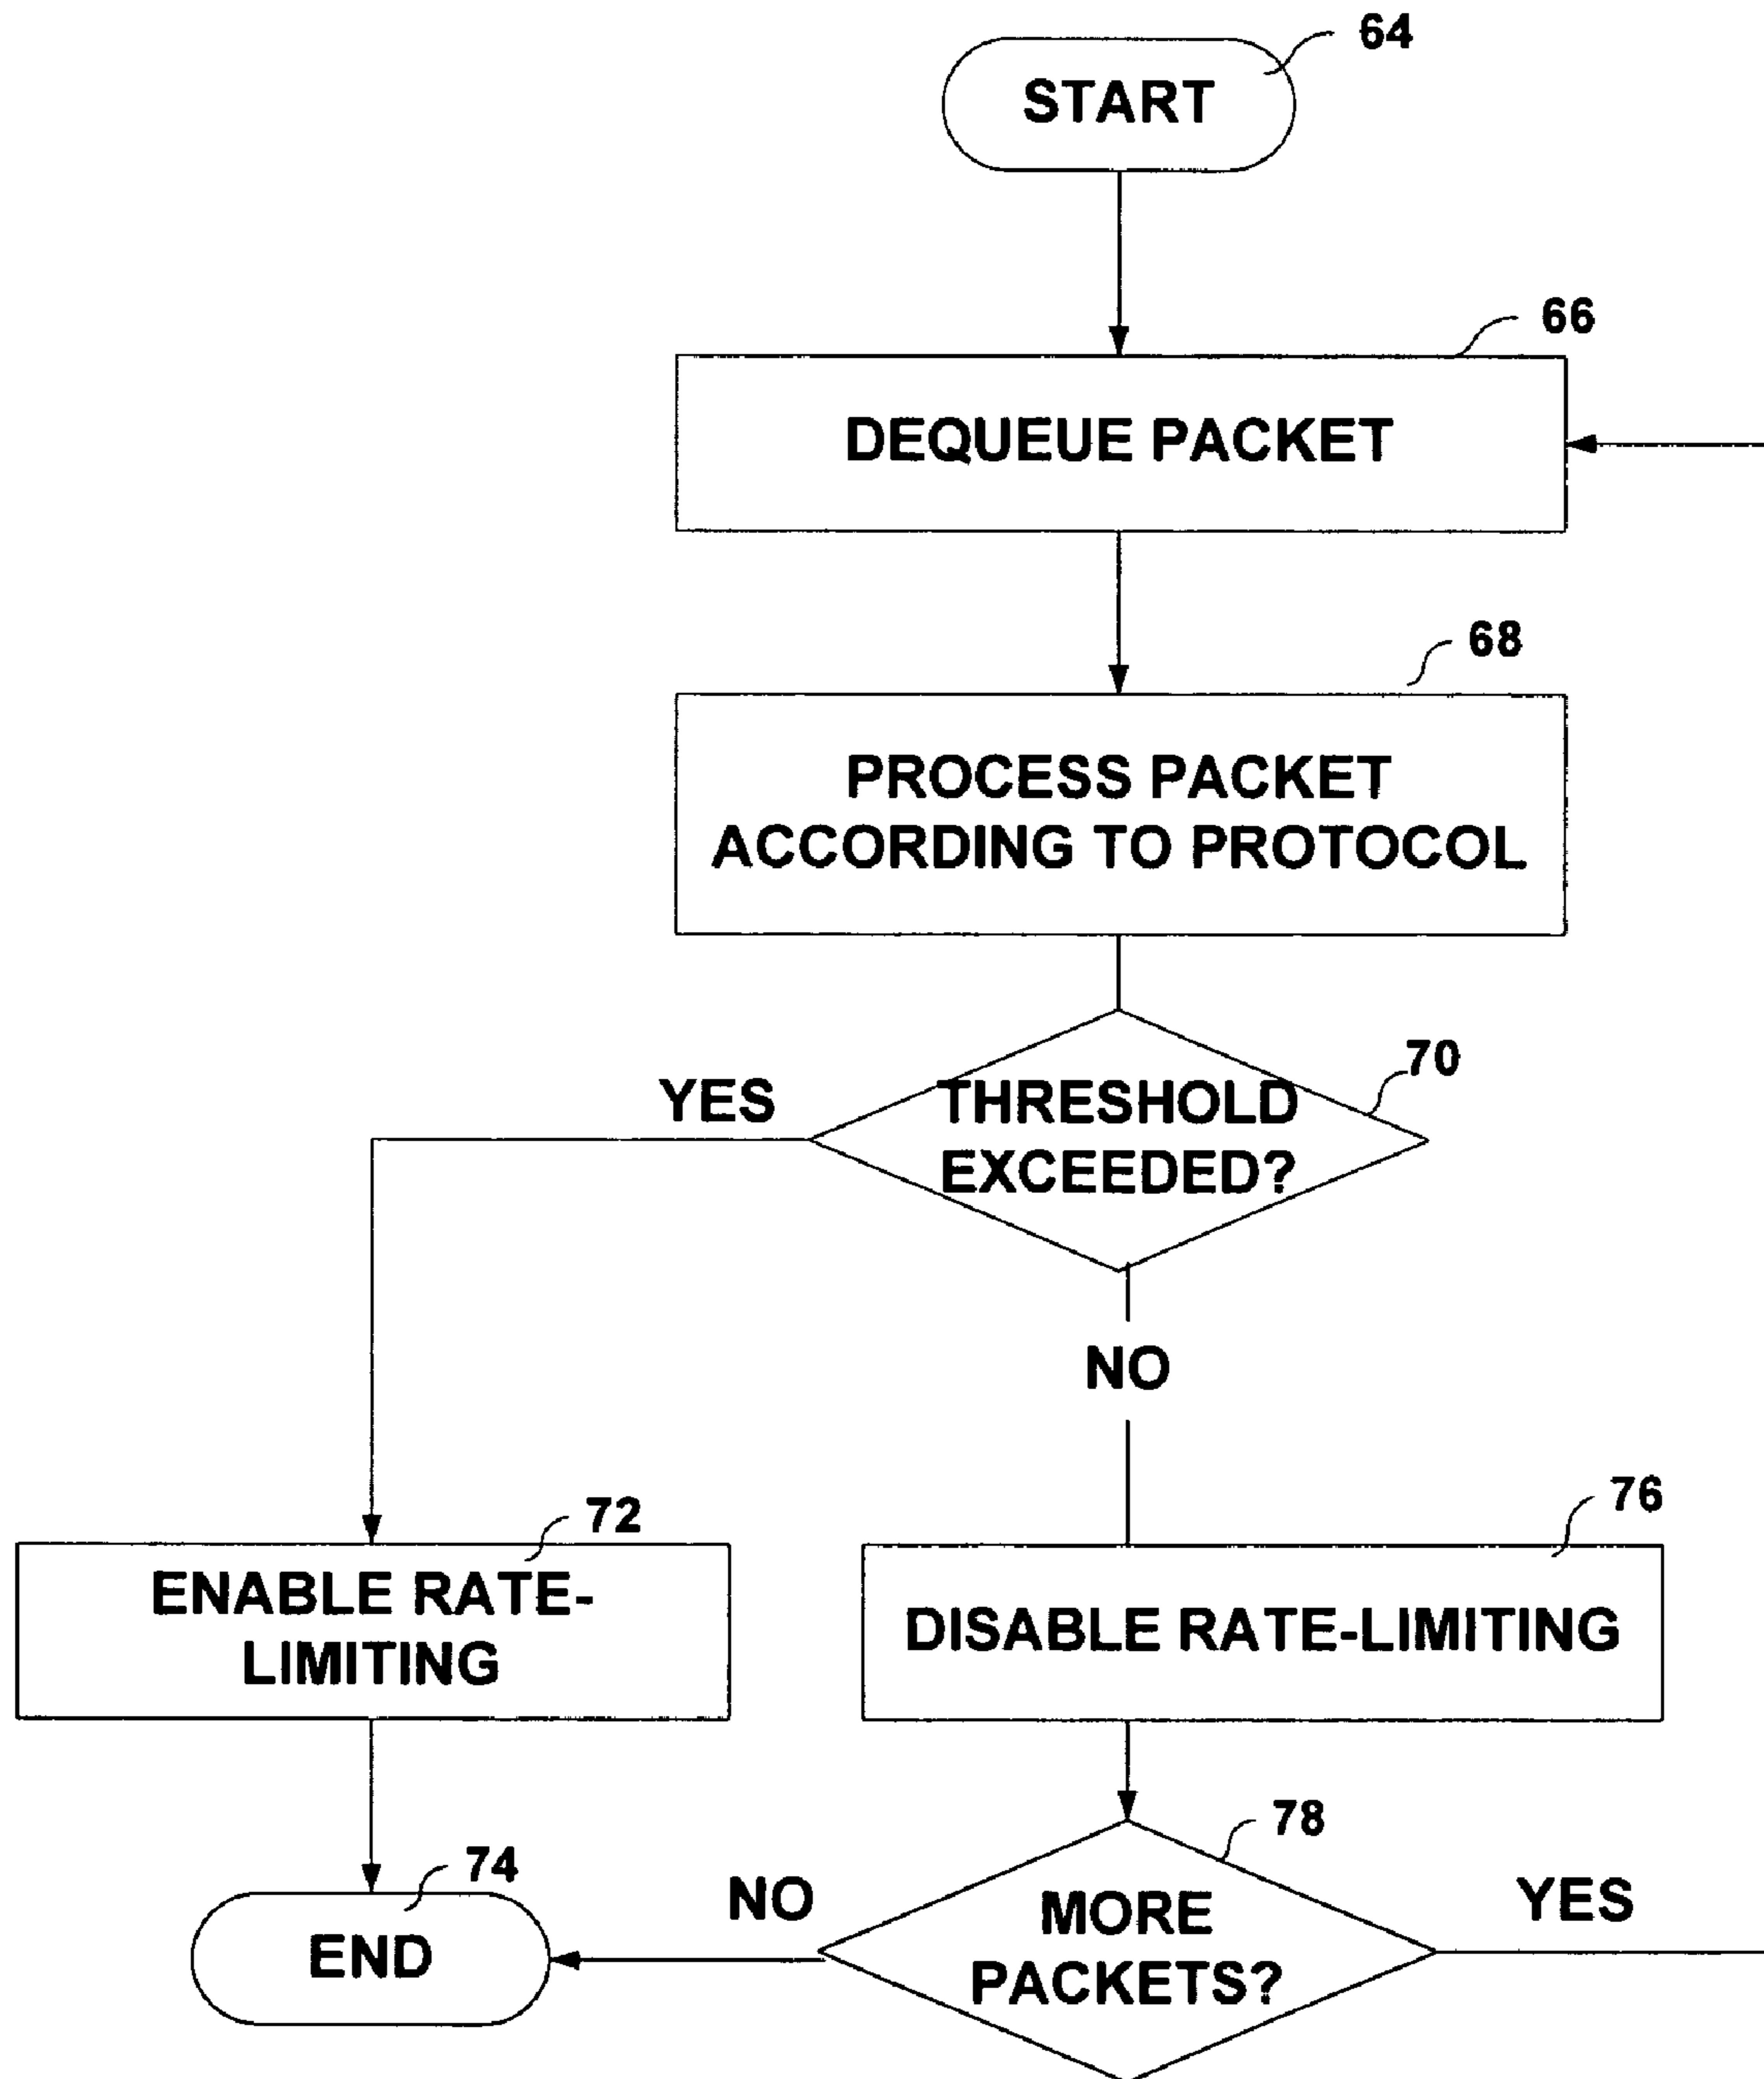 64
START
66
DEQUEUE PACKET
68
PROCESS PACKET
ACCORDING TO PROTOCOL
70
YES
THRESHOLD
EXCEEDED?
NO
72
76
ENABLE RATE-
LIMITING
DISABLE RATE-LIMITING
78
74
NO
YES
MORE
PACKETS?
END